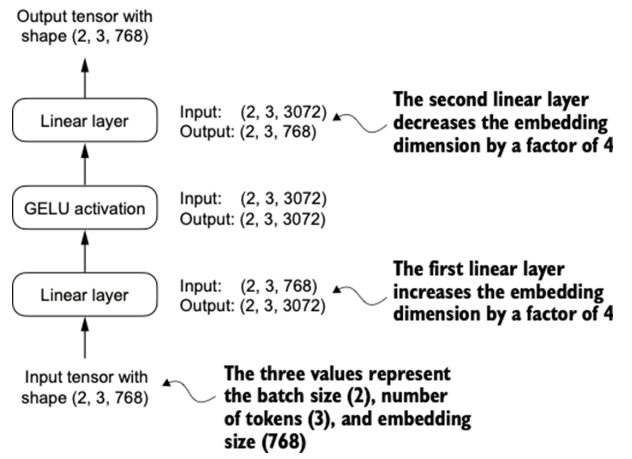 Output tensor with
shape (2, 3, 768)
Linear layer
Input: (2, 3, 3072)
Output: (2, 3, 768)
The second linear layer
decreases the embedding
dimension by a factor of 4
GELU activation
Input: (2, 3, 3072)
Output: (2, 3, 3072)
Linear layer
Input: (2, 3, 768)
Output: (2, 3, 3072)
The first linear layer
increases the embedding
dimension by a factor of 4
Input tensor with
shape (2, 3, 768)
The three values represent
the batch size (2), number
of tokens (3), and embedding
size (768)